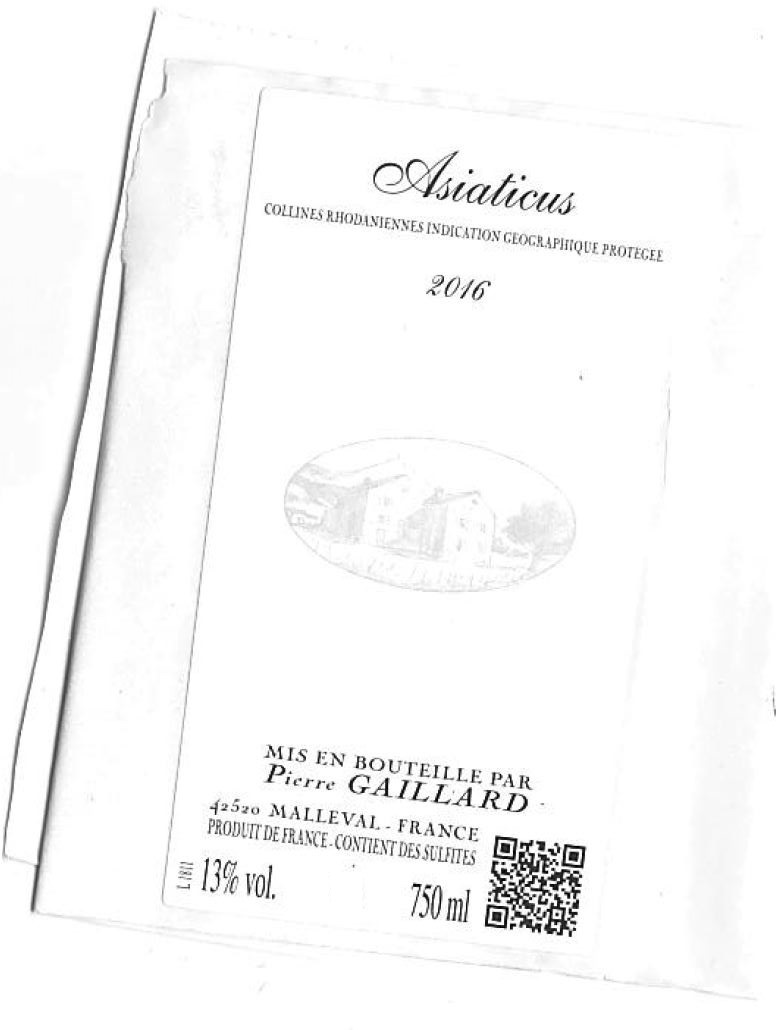 Asiaticus
COLLINES RHODANIENNES INDICATION GEOGRAPHIQUE PROTEGEE
2016
MIS EN BOUTEILLE PAR
Pierre GAILLARD
42520 MALLEVAL - FRANCE
PRODUIT DE FRANCE - CONTIENT DES SULFITES
L 1811
13% vol.
750 ml